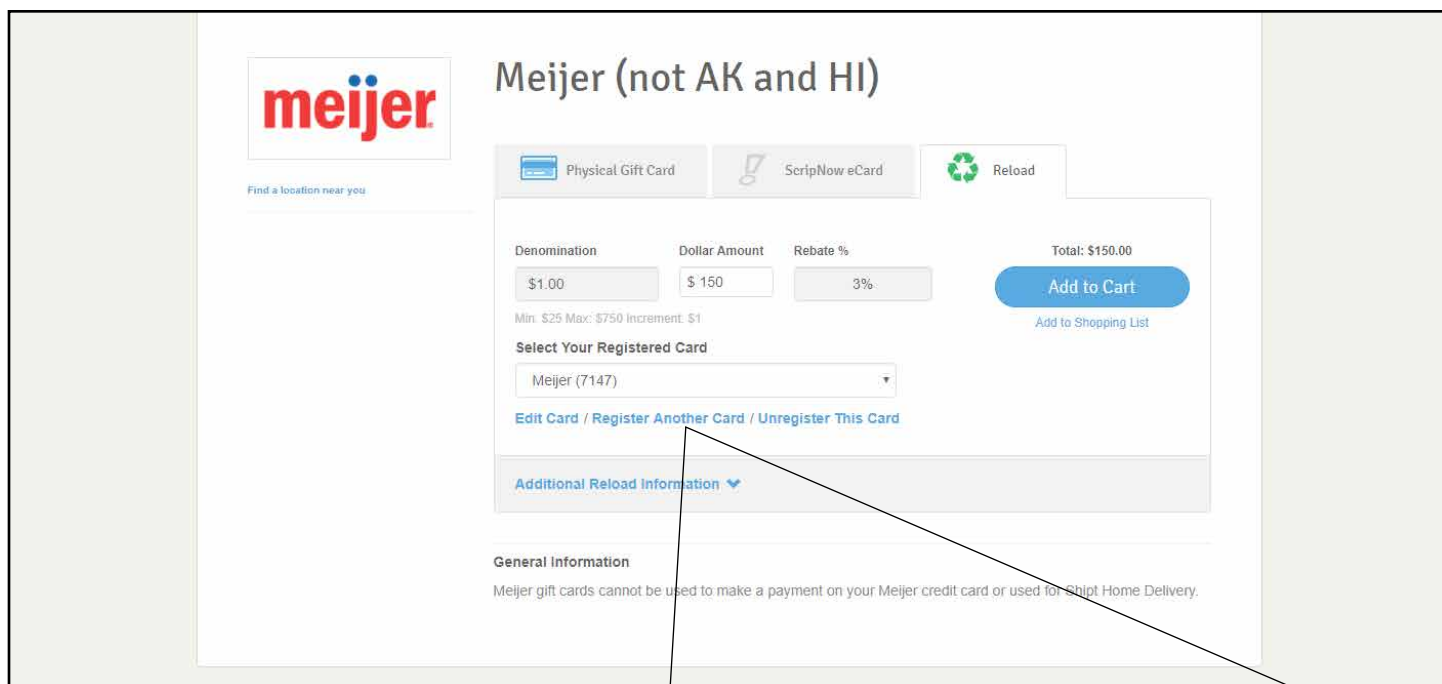 meijer
Find a location near you
Meijer (not AK and HI)
Physical Gift Card
ScripNow eCard
Reload
Denomination Dollar Amount Rebate % Total: $150.00
$1.00 $ 150 3% Add to Cart
Min. $25 Max: $750 Increment: $1 Add to Shopping List
Select Your Registered Card
Meijer (7147)
Edit Card / Register Another Card / Unregister This Card
Additional Reload Information
General Information
Meijer gift cards cannot be used to make a payment on your Meijer credit card or used for Shipt Home Delivery.